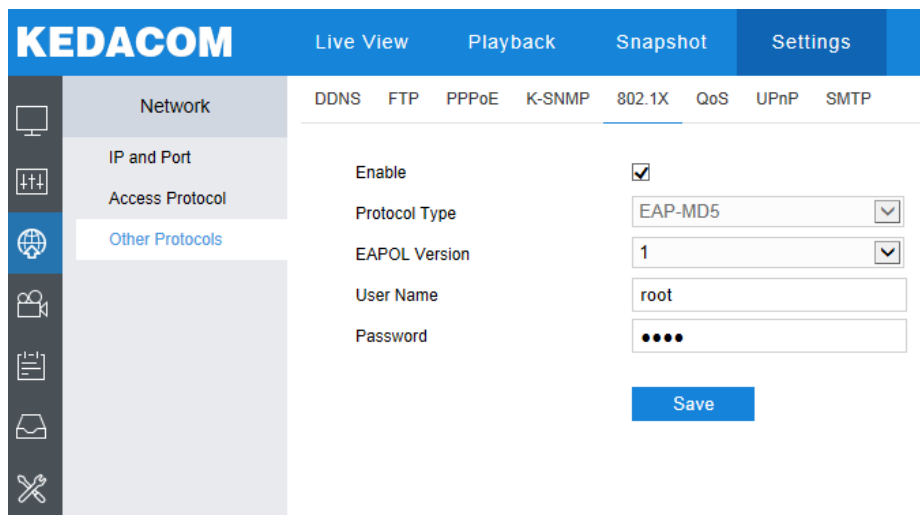 KEDACOM
Live View Playback Snapshot Settings
Network
DDNS FTP PPPoE K-SNMP 802.1X QoS UPnP SMTP
IP and Port
Access Protocol
Other Protocols
Enable
Protocol Type EAP-MD5
EAPOL Version 1
User Name root
Password ●●●●
Save